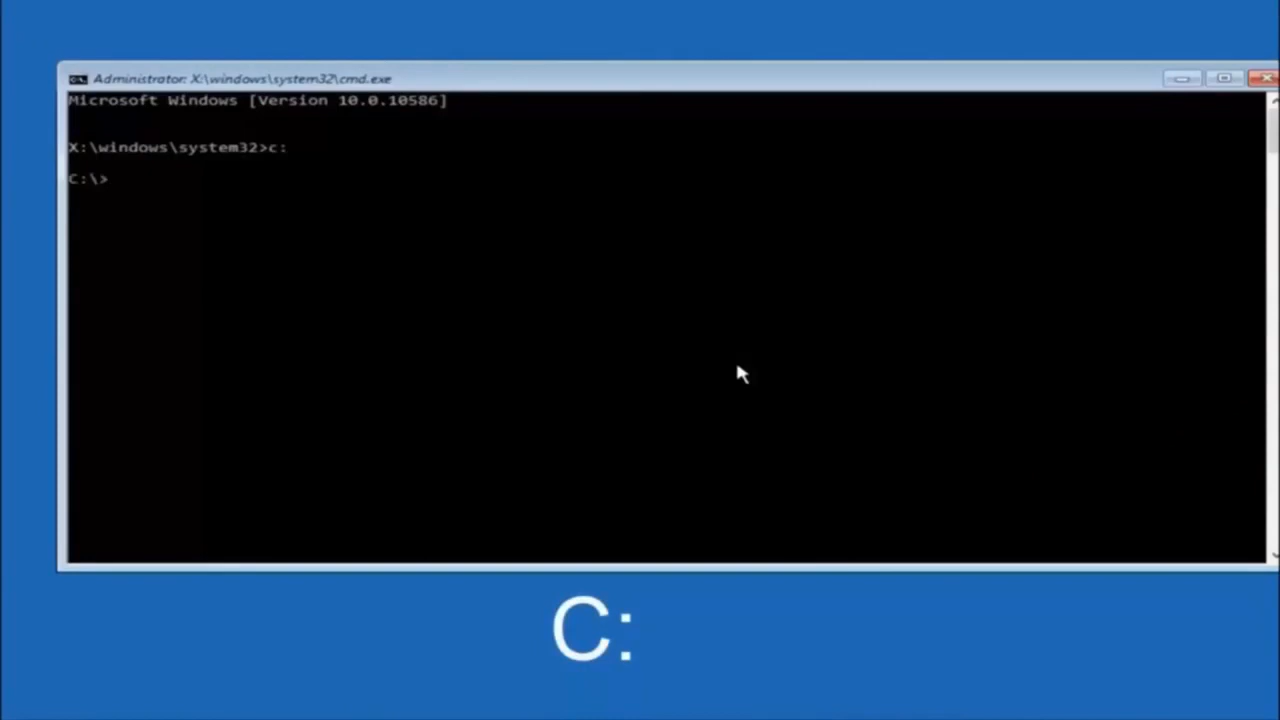 Administrator: X:\windows\system32\cmd.exe
Microsoft Windows [Version 10.0.10586]
X:\windows\system32>c:
C:\>
C: